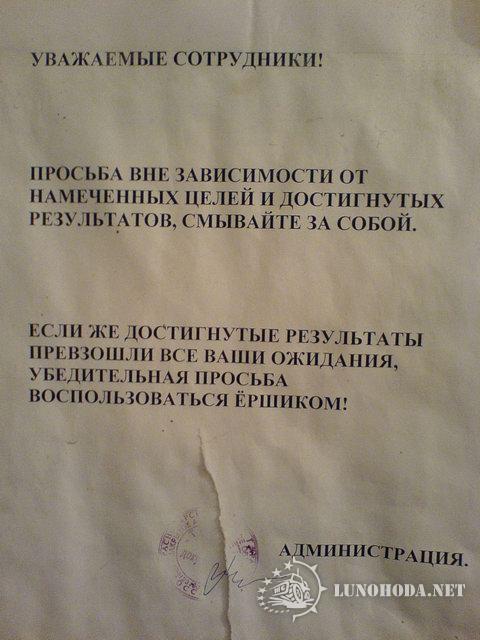 УВАЖАЕМЫЕ СОТРУДНИКИ!
ПРОСЬБА ВНЕ ЗАВИСИМОСТИ ОТ
НАМЕЧЕННЫХ ЦЕЛЕЙ И ДОСТИГНУТЫХ
РЕЗУЛЬТАТОВ, СМЫВАЙТЕ ЗА СОБОЙ.
ЕСЛИ ЖЕ ДОСТИГНУТЫЕ РЕЗУЛЬТАТЫ
ПРЕВЗОШЛИ ВСЕ ВАШИ ОЖИДАНИЯ,
УБЕДИТЕЛЬНАЯ ПРОСЬБА
ВОСПОЛЬЗОВАТЬСЯ ЁРШИКОМ!
АДМИНИСТРАЦИЯ.
LUNOHODA.NET